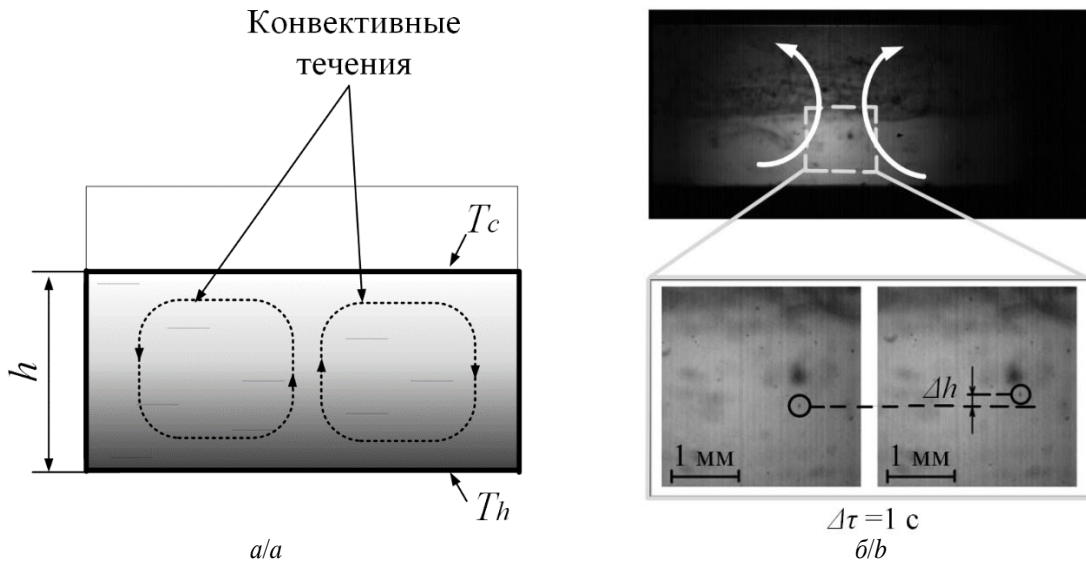 Конвективные
течения
Tc
h
Th
а/a
Δh
1 мм
1 мм
Δτ =1 с
б/b